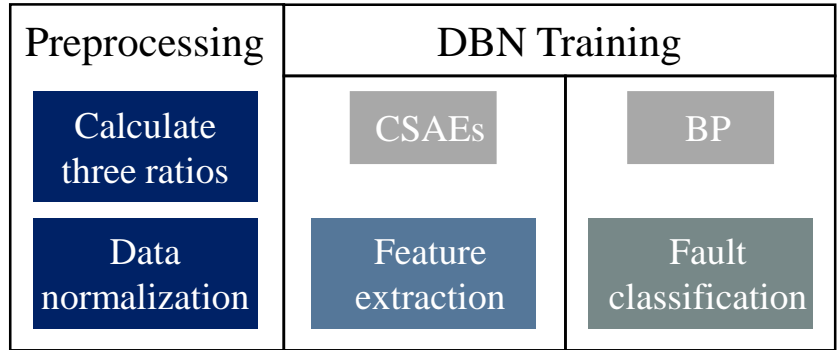 Preprocessing
DBN Training
Calculate
three ratios
CSAEs
BP
Data
normalization
Feature
extraction
Fault
classification